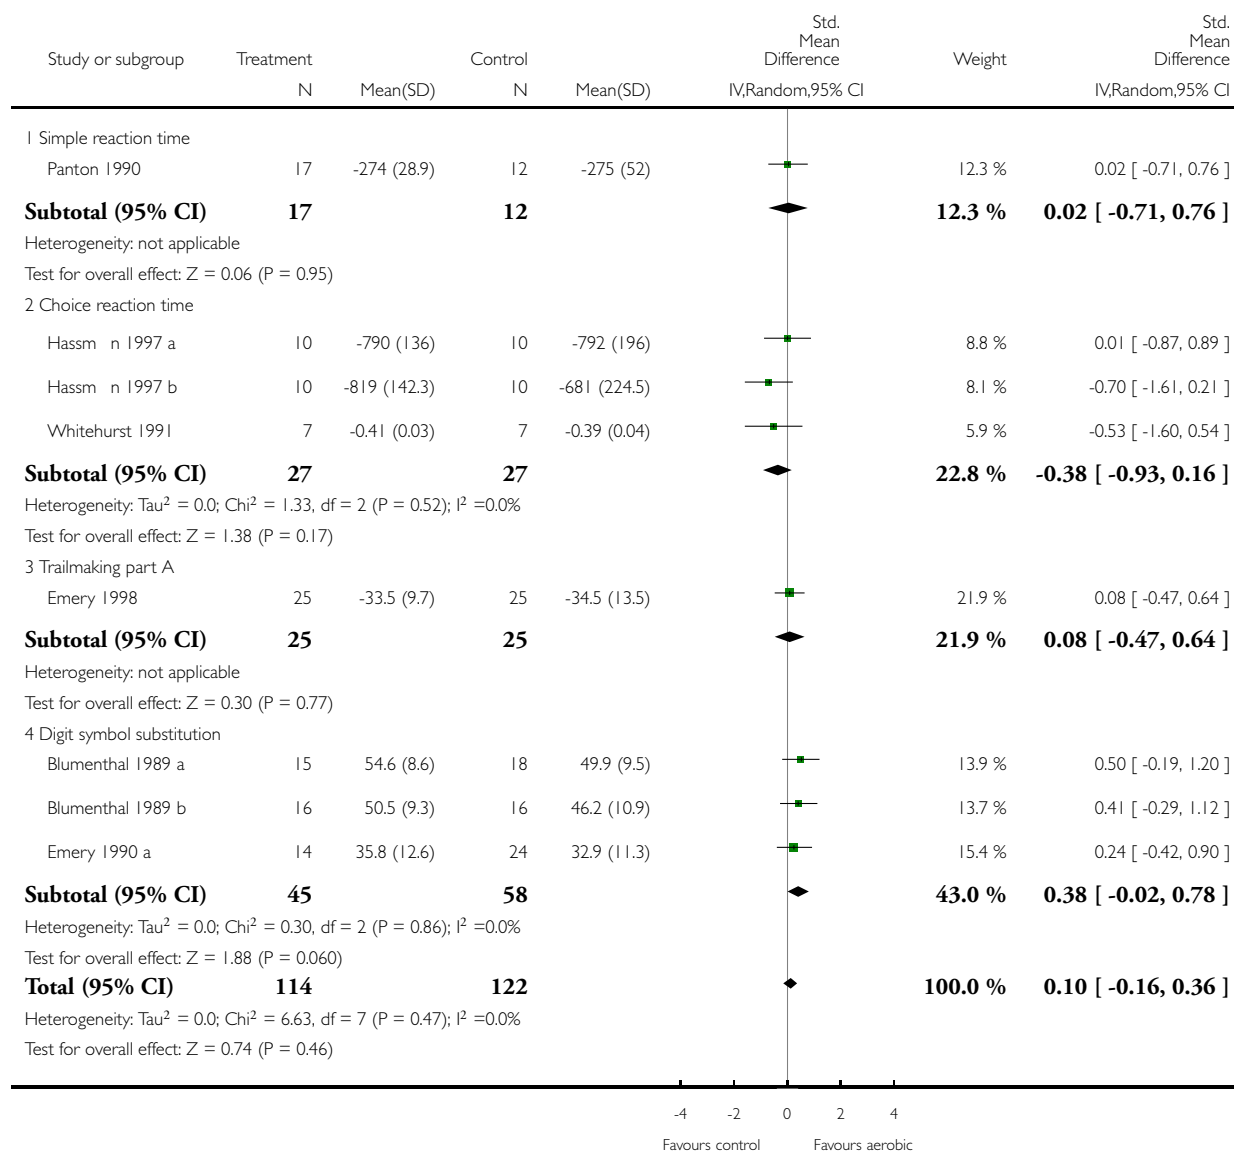 Std.
Mean
Difference
Std.
Mean
Difference
Study or subgroup Treatment Control Weight
N Mean(SD) N Mean(SD) IV,Random,95% CI IV,Random,95% CI
1 Simple reaction time
Panton 1990 17 -274 (28.9) 12 -275 (52) 12.3 % 0.02 [ -0.71, 0.76 ]
Subtotal (95% CI) 17 12 12.3 % 0.02 [ -0.71, 0.76 ]
Heterogeneity: not applicable
Test for overall effect: Z = 0.06 (P = 0.95)
2 Choice reaction time
Hassm n 1997 a 10 -790 (136) 10 -792 (196) 8.8 % 0.01 [ -0.87, 0.89 ]
Hassm n 1997 b 10 -819 (142.3) 10 -681 (224.5) 8.1 % -0.70 [ -1.61, 0.21 ]
Whitehurst 1991 7 -0.41 (0.03) 7 -0.39 (0.04) 5.9 % -0.53 [ -1.60, 0.54 ]
Subtotal (95% CI) 27 27 22.8 % -0.38 [ -0.93, 0.16 ]
Heterogeneity: Tau² = 0.0; Chi² = 1.33, df = 2 (P = 0.52); I² =0.0%
Test for overall effect: Z = 1.38 (P = 0.17)
3 Trailmaking part A
Emery 1998 25 -33.5 (9.7) 25 -34.5 (13.5) 21.9 % 0.08 [ -0.47, 0.64 ]
Subtotal (95% CI) 25 25 21.9 % 0.08 [ -0.47, 0.64 ]
Heterogeneity: not applicable
Test for overall effect: Z = 0.30 (P = 0.77)
4 Digit symbol substitution
Blumenthal 1989 a 15 54.6 (8.6) 18 49.9 (9.5) 13.9 % 0.50 [ -0.19, 1.20 ]
Blumenthal 1989 b 16 50.5 (9.3) 16 46.2 (10.9) 13.7 % 0.41 [ -0.29, 1.12 ]
Emery 1990 a 14 35.8 (12.6) 24 32.9 (11.3) 15.4 % 0.24 [ -0.42, 0.90 ]
Subtotal (95% CI) 45 58 43.0 % 0.38 [ -0.02, 0.78 ]
Heterogeneity: Tau² = 0.0; Chi² = 0.30, df = 2 (P = 0.86); I² =0.0%
Test for overall effect: Z = 1.88 (P = 0.060)
Total (95% CI) 114 122 100.0 % 0.10 [ -0.16, 0.36 ]
Heterogeneity: Tau² = 0.0; Chi² = 6.63, df = 7 (P = 0.47); I² =0.0%
Test for overall effect: Z = 0.74 (P = 0.46)
-4 -2 0 2 4
Favours control Favours aerobic